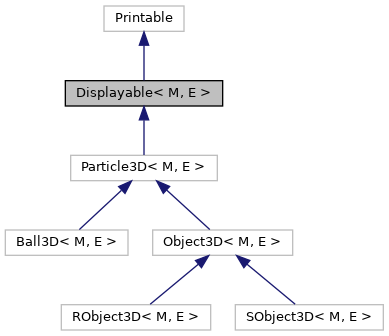 Printable
Displayable< M, E >
Particle3D< M, E >
Ball3D< M, E >
Object3D< M, E >
RObject3D< M, E >
SObject3D< M, E >